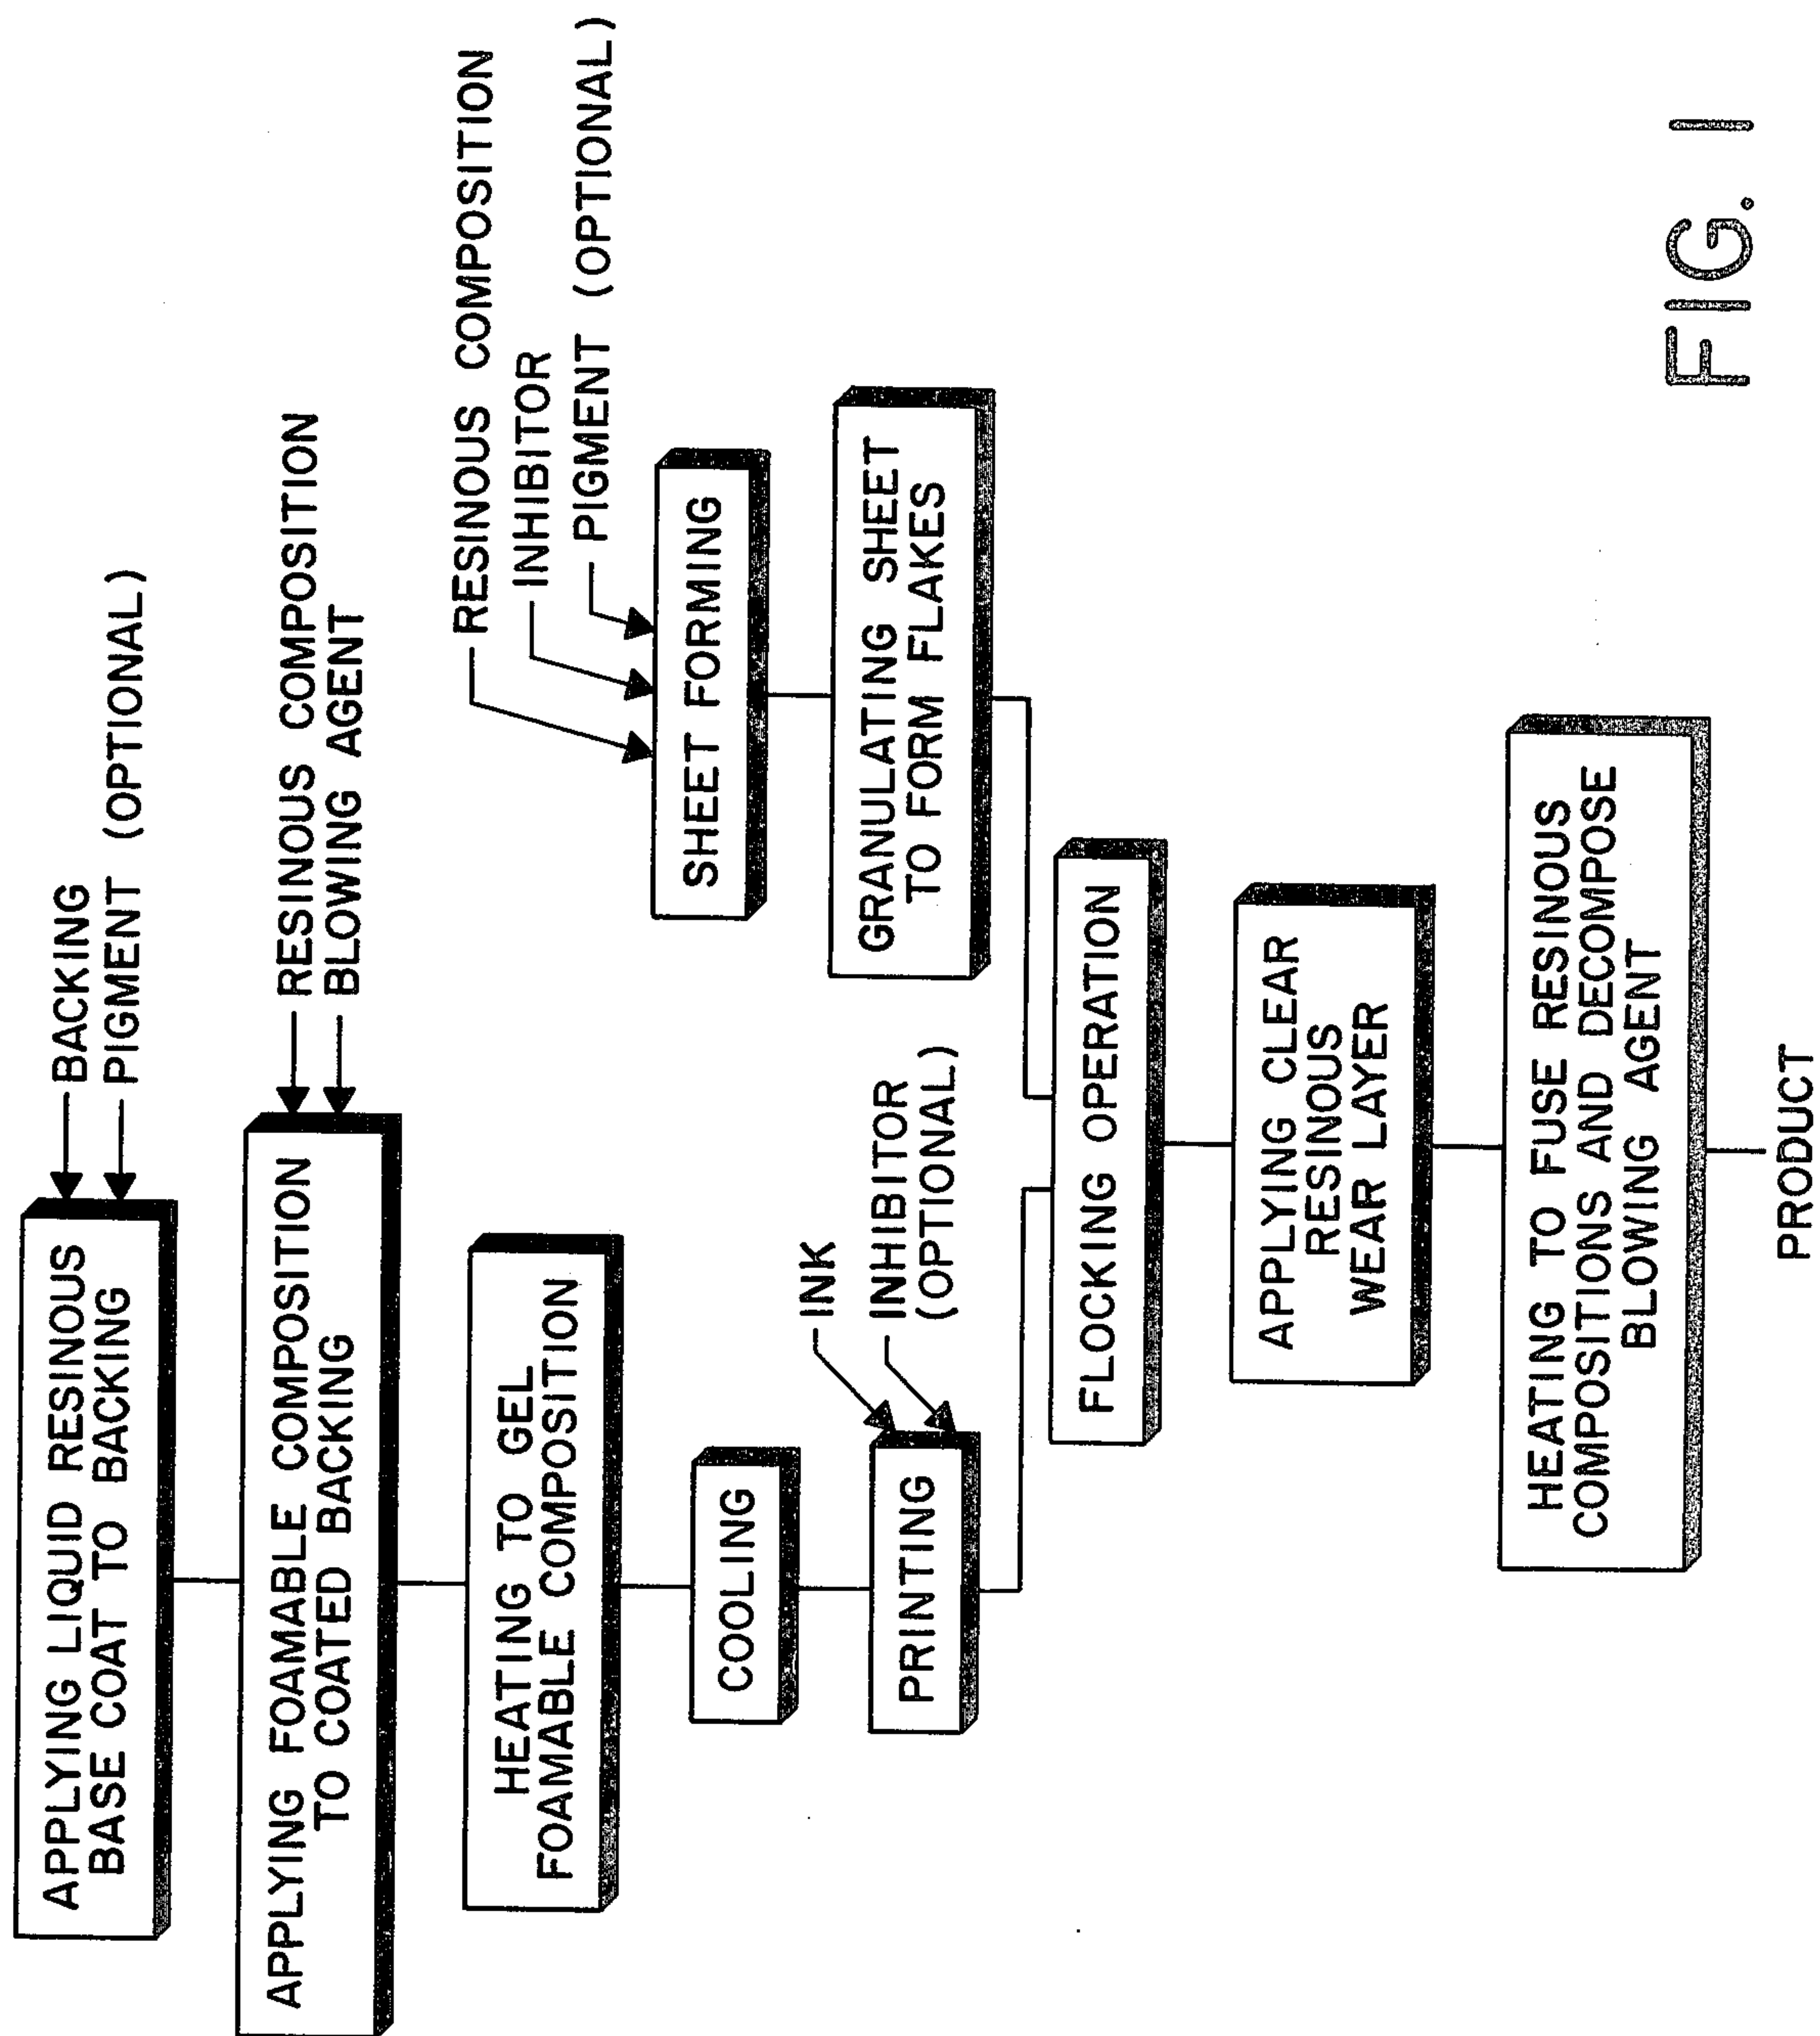 BACKING
PIGMENT (OPTIONAL)
APPLYING LIQUID RESINOUS
BASE COAT TO BACKING
RESINOUS COMPOSITION
BLOWING AGENT
APPLYING FOAMABLE COMPOSITION
TO COATED BACKING
HEATING TO GEL
FOAMABLE COMPOSITION
COOLING
INK
INHIBITOR
(OPTIONAL)
PRINTING
RESINOUS COMPOSITION
INHIBITOR
PIGMENT (OPTIONAL)
SHEET FORMING
GRANULATING SHEET
TO FORM FLAKES
FLOCKING OPERATION
APPLYING CLEAR
RESINOUS
WEAR LAYER
HEATING TO FUSE RESINOUS
COMPOSITIONS AND DECOMPOSE
BLOWING AGENT
PRODUCT
FIG. 1